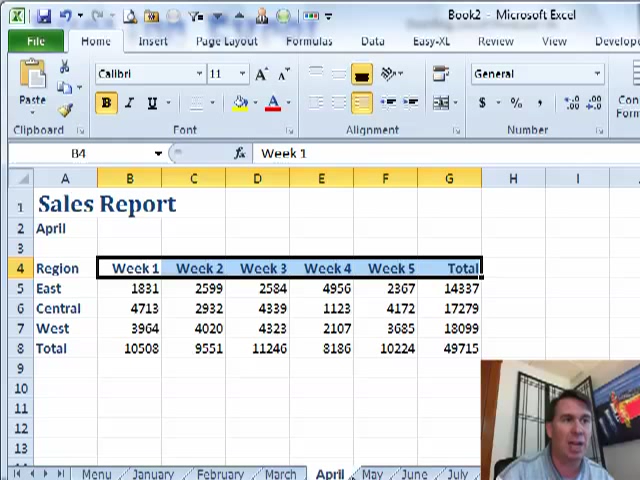 Book2 - Microsoft Excel
File Home Insert Page Layout Formulas Data Easy-XL Review View Develope
Calibri 11 General
Paste B I U $ % ,
Clipboard Font Alignment Number
B4 fx Week 1
A B C D E F G H I
1 Sales Report
2 April
3
4 Region Week 1 Week 2 Week 3 Week 4 Week 5 Total
5 East 1831 2599 2584 4956 2367 14337
6 Central 4713 2932 4339 1123 4172 17279
7 West 3964 4020 4323 2107 3685 18099
8 Total 10508 9551 11246 8186 10224 49715
9
10
11
12
13
Menu January February March April May June July